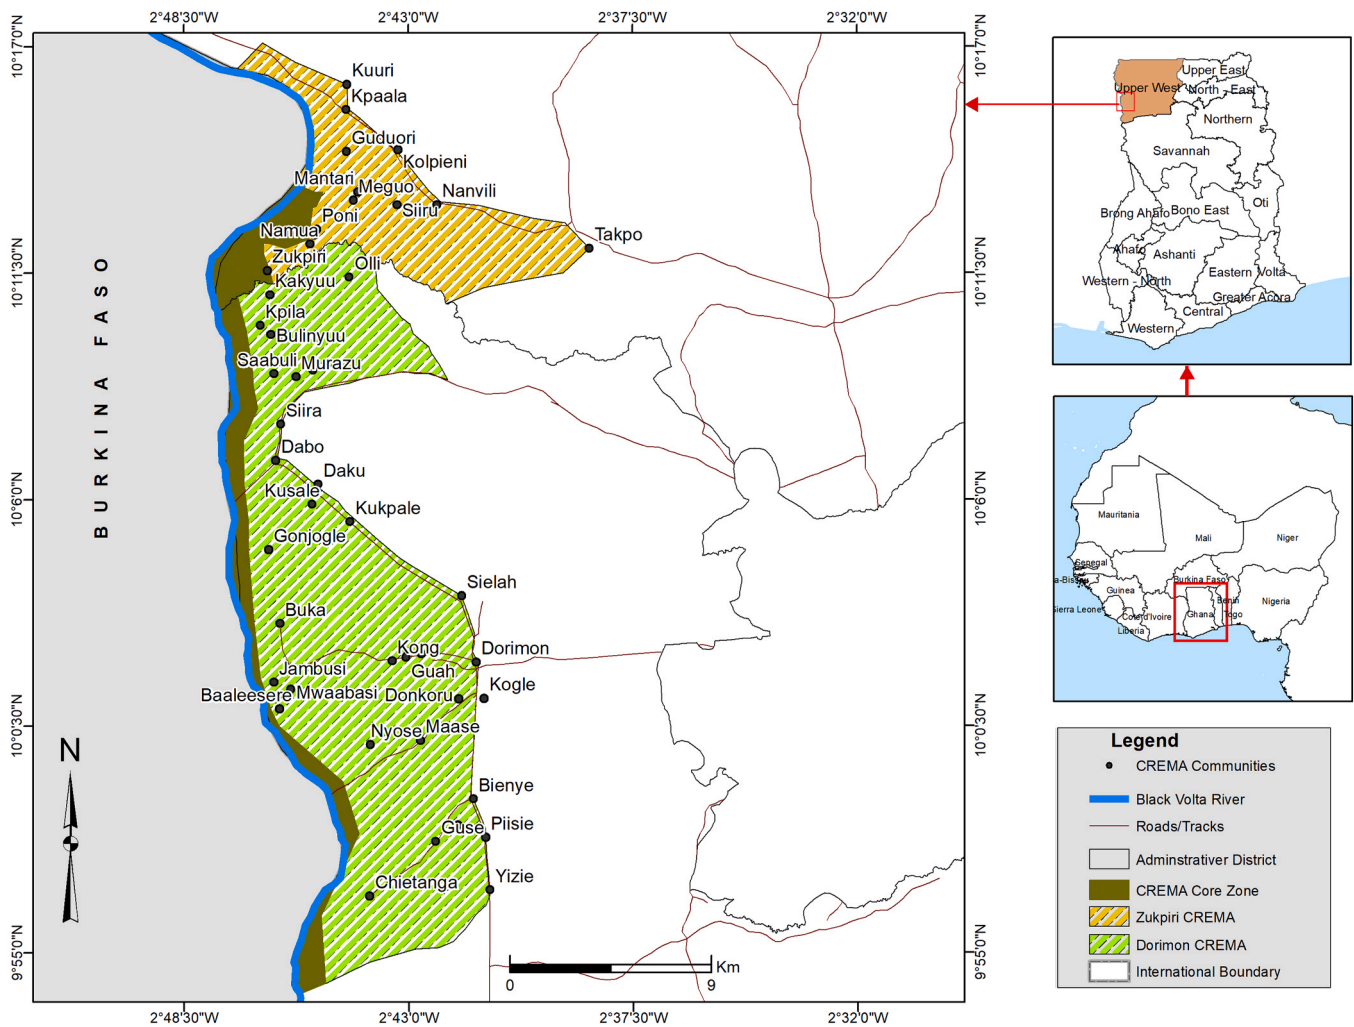 2°48'30"W
2°43'0"W
2°37'30"W
2°32'0"W
10°17'0"N
10°17'0"N
Kuuri
Kpaala
Guduori
Kolpieni
Mantari
Meguo
Nanvili
Siiru
Poni
Namua
Takpo
Zukpiri
Olli
Kakyuu
10°11'30"N
10°11'30"N
Kpila
Bulinyuu
Saabuli
Murazu
Siira
Dabo
Daku
Kusale
Kukpale
10°6'0"N
10°6'0"N
Gonjogle
Sielah
Buka
Kong
Dorimon
Guah
Jambusi
Kogle
Baaleesere
Mwaabasi
Donkoru
10°0'30"N
10°0'30"N
Nyose
Maase
Bienye
Guse
Piisie
Chietanga
Yizie
9°55'0"N
9°55'0"N
BURKINA FASO
N
Km
0
9
2°48'30"W
2°43'0"W
2°37'30"W
2°32'0"W
Upper East
Upper West
North - East
Northern
Savannah
Oti
Brong Ahafo
Bono East
Ahafo
Ashanti
Eastern
Volta
Western - North
Greater Accra
Central
Western
Mauritania
Mali
Niger
Senegal
a-Bissau
Burkina Faso
Guinea
Benin
Nigeria
Sierra Leone
Cote d'Ivoire
Ghana
Togo
Liberia
Legend
CREMA Communities
Black Volta River
Roads/Tracks
Adminstrativer District
CREMA Core Zone
Zukpiri CREMA
Dorimon CREMA
International Boundary